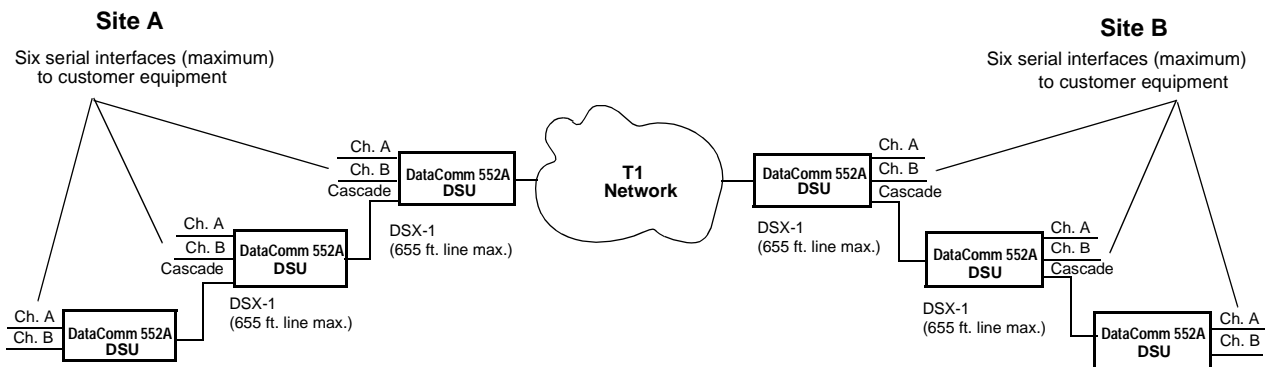 Site A
Six serial interfaces (maximum)
to customer equipment
Site B
Six serial interfaces (maximum)
to customer equipment
Ch. A
Ch. B
Cascade
DataComm 552A
DSU
DSX-1
(655 ft. line max.)
Ch. A
Ch. B
Cascade
DataComm 552A
DSU
DSX-1
(655 ft. line max.)
Ch. A
Ch. B
DataComm 552A
DSU
T1
Network
DataComm 552A
DSU
Ch. A
Ch. B
Cascade
DSX-1
(655 ft. line max.)
DataComm 552A
DSU
Ch. A
Ch. B
Cascade
DSX-1
(655 ft. line max.)
DataComm 552A
DSU
Ch. A
Ch. B